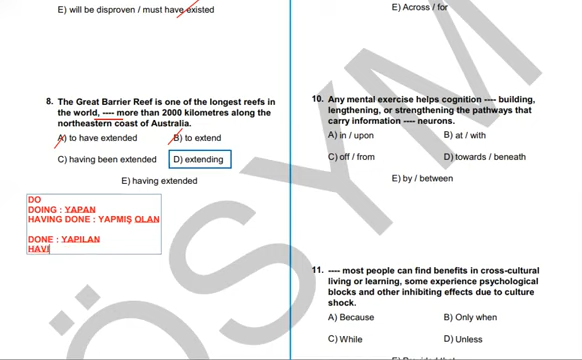 E) will be disproven / must have existed
8. The Great Barrier Reef is one of the longest reefs in
the world, ---- more than 2000 kilometres along the
northeastern coast of Australia.
A) to have extended
B) to extend
C) having been extended
D) extending
E) having extended
DO
DOING : YAPAN
HAVING DONE : YAPMIŞ OLAN
DONE : YAPILAN
HAVI
E) Across / for
10. Any mental exercise helps cognition ---- building,
lengthening, or strengthening the pathways that
carry information ---- neurons.
A) in / upon
B) at / with
C) off / from
D) towards / beneath
E) by / between
11. ---- most people can find benefits in cross-cultural
living or learning, some experience psychological
blocks and other inhibiting effects due to culture
shock.
A) Because
B) Only when
C) While
D) Unless
E) Provided that
ÖSYM